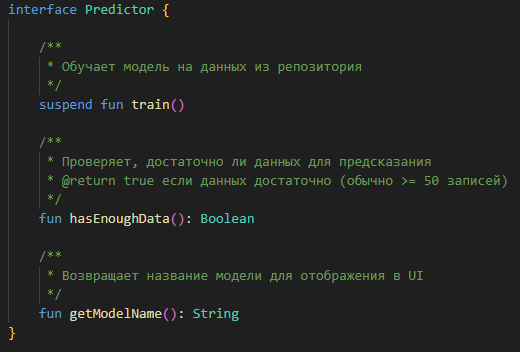 interface Predictor {
/**
* Обучает модель на данных из репозитория
*/
suspend fun train()
/**
* Проверяет, достаточно ли данных для предсказания
* @return true если данных достаточно (обычно >= 50 записей)
*/
fun hasEnoughData(): Boolean
/**
* Возвращает название модели для отображения в UI
*/
fun getModelName(): String
}